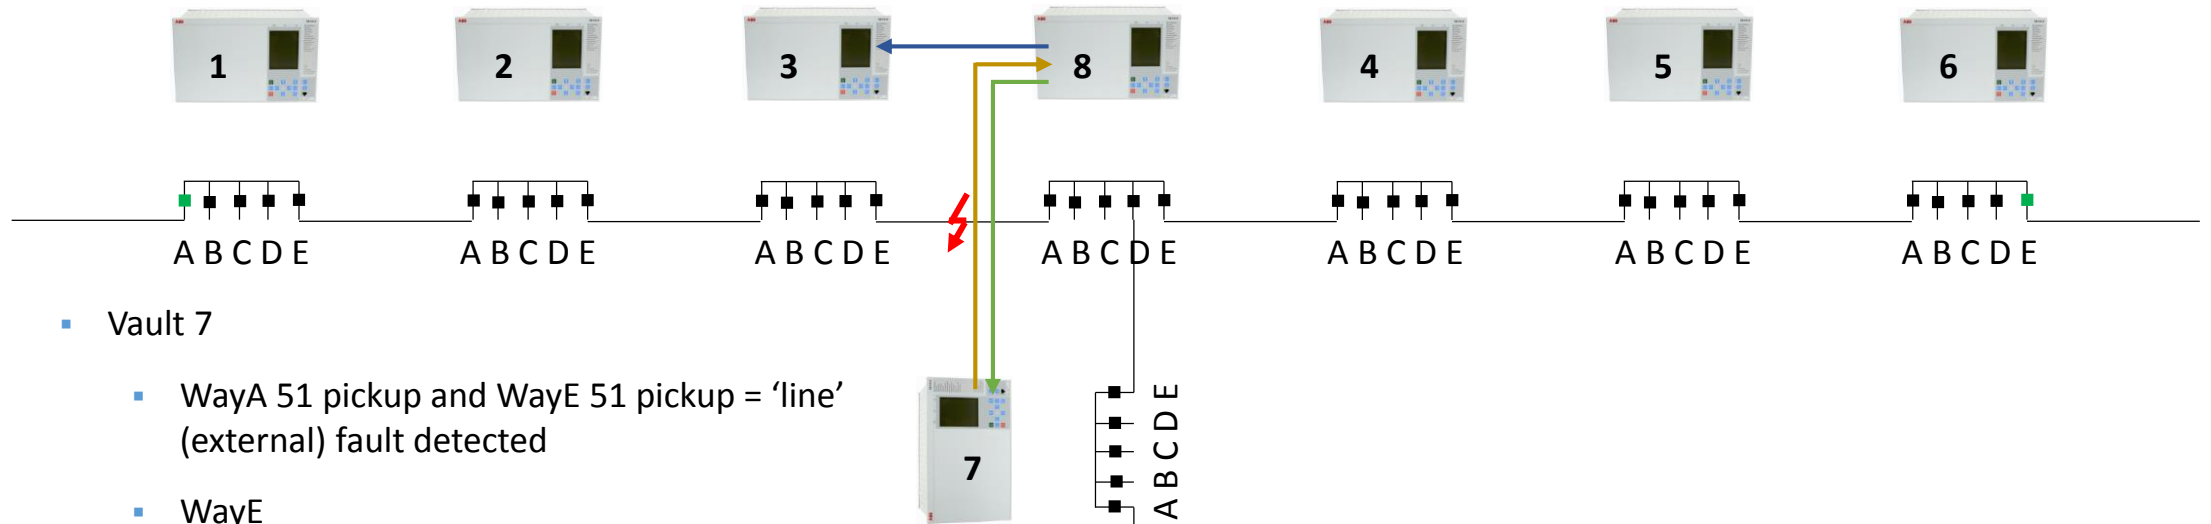 1 2 3 8 4 5 6
A B C D E A B C D E A B C D E A B C D E A B C D E A B C D E A B C D E
▪ Vault 7
▪ WayA 51 pickup and WayE 51 pickup = ‘line’
(external) fault detected
▪ WayE
7
A B C D E